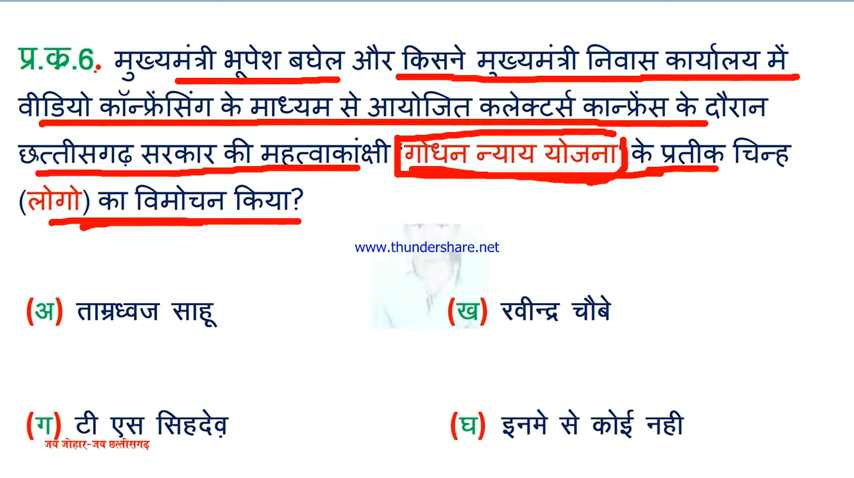 प्र.क.6. मुख्यमंत्री भूपेश बघेल और किसने मुख्यमंत्री निवास कार्यालय में
वीडियो कॉन्फ्रेंसिंग के माध्यम से आयोजित कलेक्टर्स कान्फ्रेंस के दौरान
छत्तीसगढ़ सरकार की महत्वाकांक्षी 'गोधन न्याय योजना' के प्रतीक चिन्ह
(लोगो) का विमोचन किया?
www.thundershare.net
(अ) ताम्रध्वज साहू
(ख) रवीन्द्र चौबे
(ग) टी एस सिहदेव़
(घ) इनमे से कोई नही
जय जोहार-जय छत्तीसगढ़